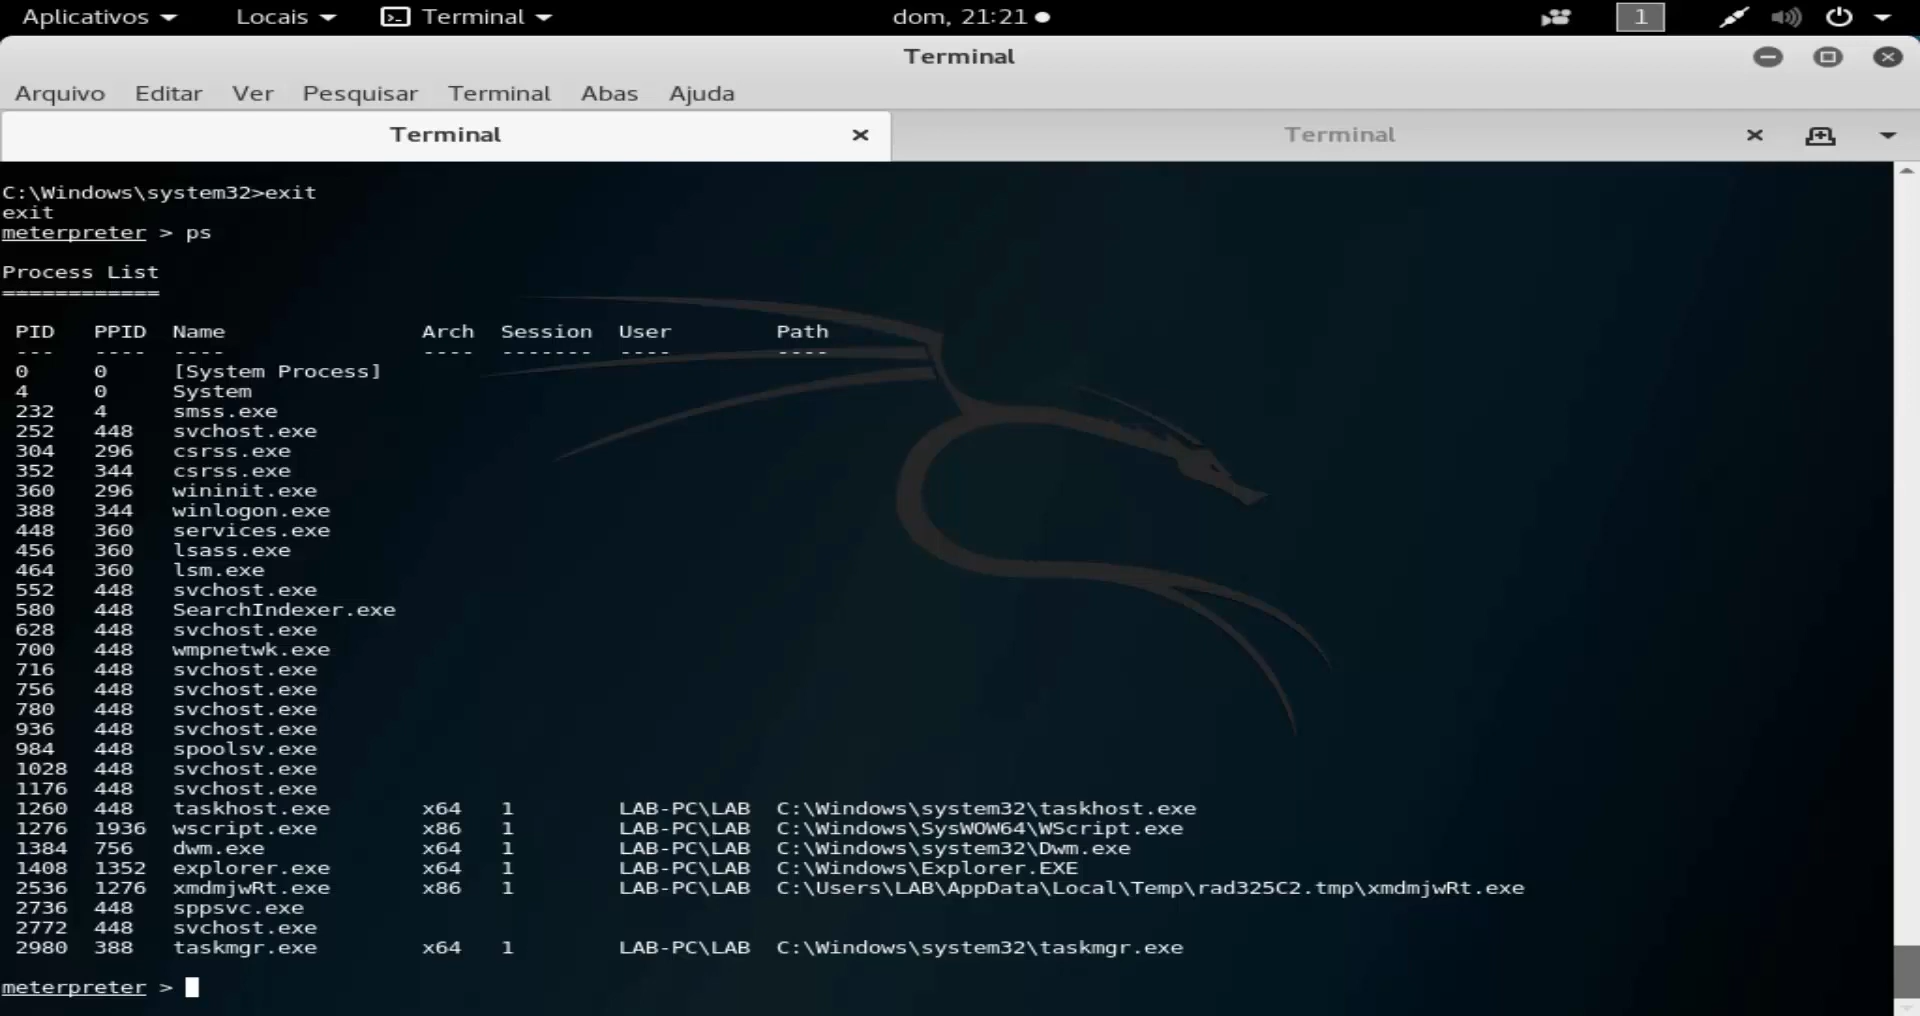 Aplicativos Locais Terminal dom, 21:21 1
Terminal
Arquivo Editar Ver Pesquisar Terminal Abas Ajuda
Terminal Terminal
C:\Windows\system32>exit
exit
meterpreter > ps
Process List
============
PID PPID Name Arch Session User Path
--- ---- ---- ---- ------- ---- ----
0 0 [System Process]
4 0 System
232 4 smss.exe
252 448 svchost.exe
304 296 csrss.exe
352 344 csrss.exe
360 296 wininit.exe
388 344 winlogon.exe
448 360 services.exe
456 360 lsass.exe
464 360 lsm.exe
552 448 svchost.exe
580 448 SearchIndexer.exe
628 448 svchost.exe
700 448 wmpnetwk.exe
716 448 svchost.exe
756 448 svchost.exe
780 448 svchost.exe
936 448 svchost.exe
984 448 spoolsv.exe
1028 448 svchost.exe
1176 448 svchost.exe
1260 448 taskhost.exe x64 1 LAB-PC\LAB C:\Windows\system32\taskhost.exe
1276 1936 wscript.exe x86 1 LAB-PC\LAB C:\Windows\SysWOW64\WScript.exe
1384 756 dwm.exe x64 1 LAB-PC\LAB C:\Windows\system32\Dwm.exe
1408 1352 explorer.exe x64 1 LAB-PC\LAB C:\Windows\Explorer.EXE
2536 1276 xmdmjwRt.exe x86 1 LAB-PC\LAB C:\Users\LAB\AppData\Local\Temp\rad325C2.tmp\xmdmjwRt.exe
2736 448 sppsvc.exe
2772 448 svchost.exe
2980 388 taskmgr.exe x64 1 LAB-PC\LAB C:\Windows\system32\taskmgr.exe
meterpreter >